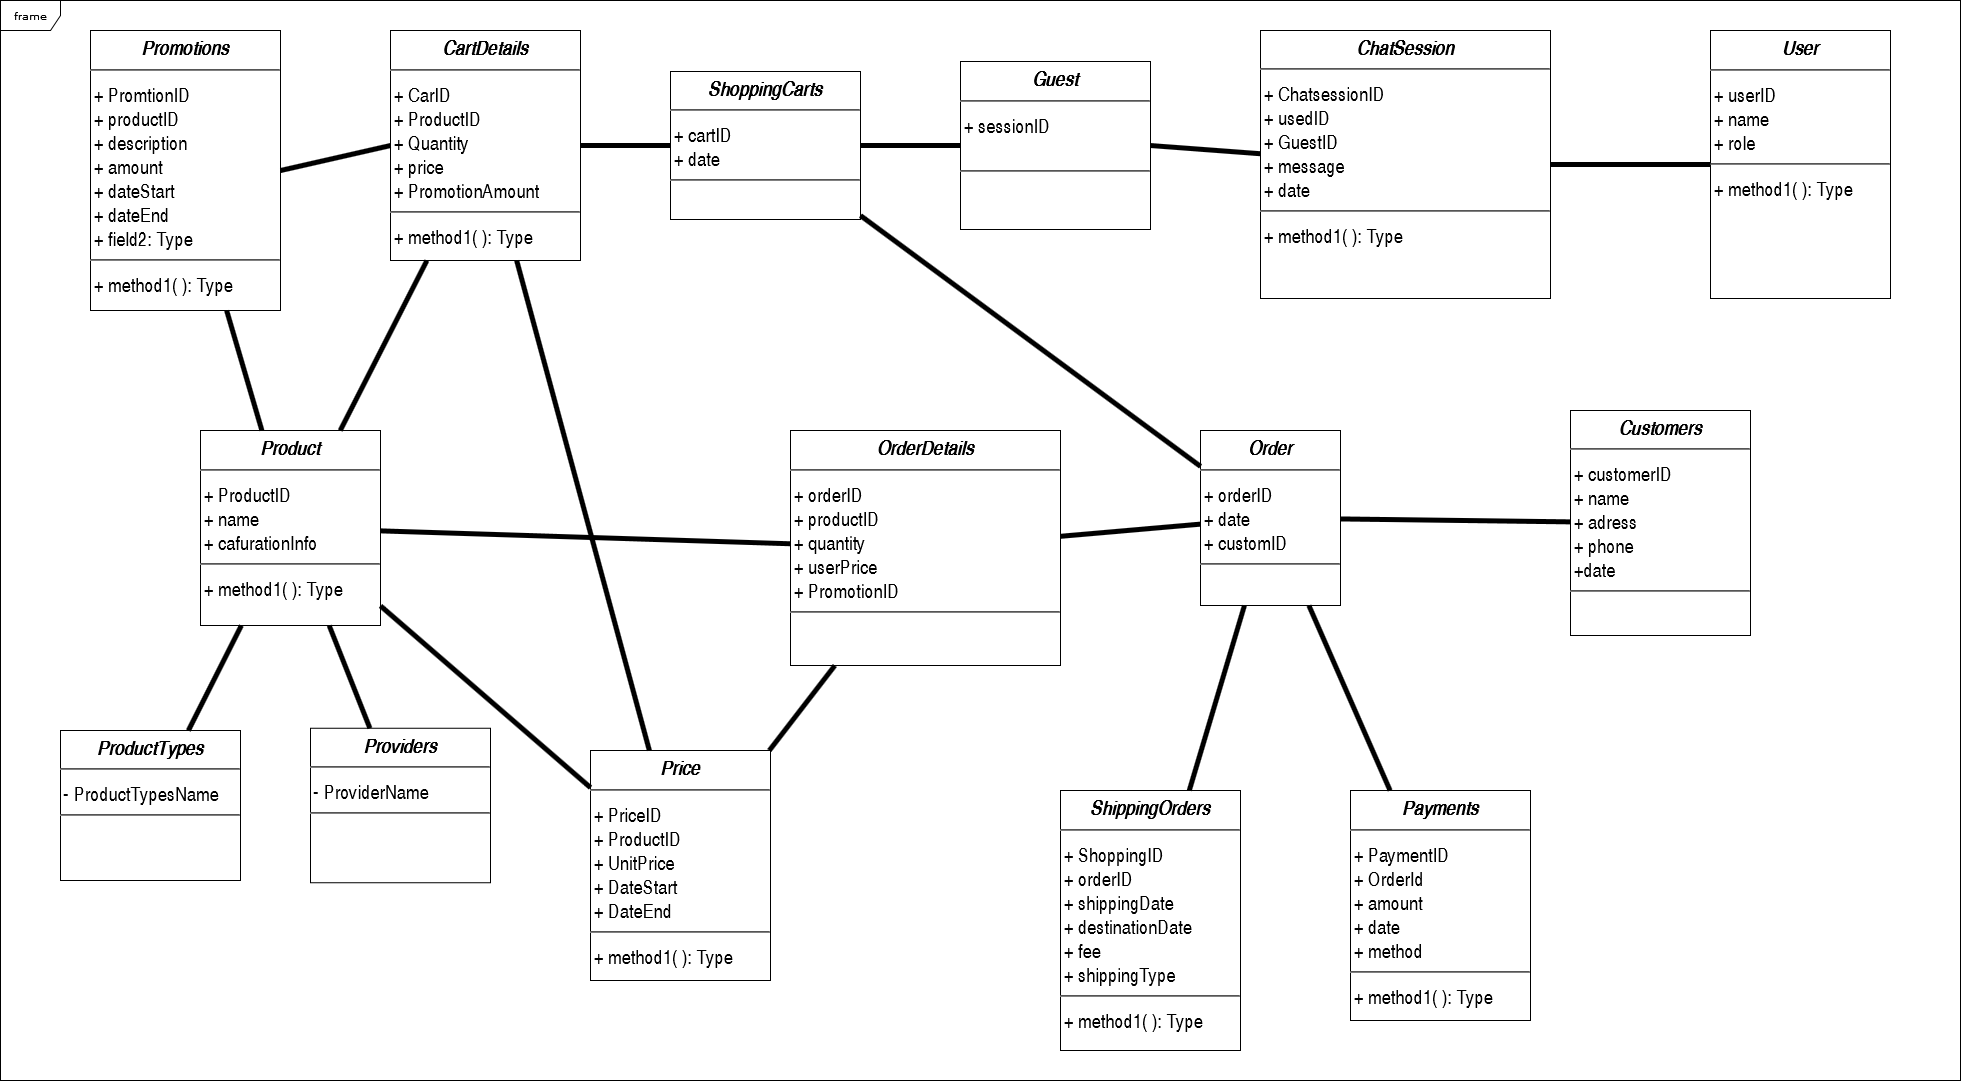 frame
Promotions
+ PromtionID
+ productID
+ description
+ amount
+ dateStart
+ dateEnd
+ field2: Type
+ method1( ): Type
CartDetails
+ CarID
+ ProductID
+ Quantity
+ price
+ PromotionAmount
+ method1( ): Type
ShoppingCarts
+ cartID
+ date
Guest
+ sessionID
ChatSession
+ ChatsessionID
+ usedID
+ GuestID
+ message
+ date
+ method1( ): Type
User
+ userID
+ name
+ role
+ method1( ): Type
Product
+ ProductID
+ name
+ cafurationInfo
+ method1( ): Type
OrderDetails
+ orderID
+ productID
+ quantity
+ userPrice
+ PromotionID
Order
+ orderID
+ date
+ customID
Customers
+ customerID
+ name
+ adress
+ phone
+date
ProductTypes
- ProductTypesName
Providers
- ProviderName
Price
+ PriceID
+ ProductID
+ UnitPrice
+ DateStart
+ DateEnd
+ method1( ): Type
ShippingOrders
+ ShoppingID
+ orderID
+ shippingDate
+ destinationDate
+ fee
+ shippingType
+ method1( ): Type
Payments
+ PaymentID
+ OrderId
+ amount
+ date
+ method
+ method1( ): Type